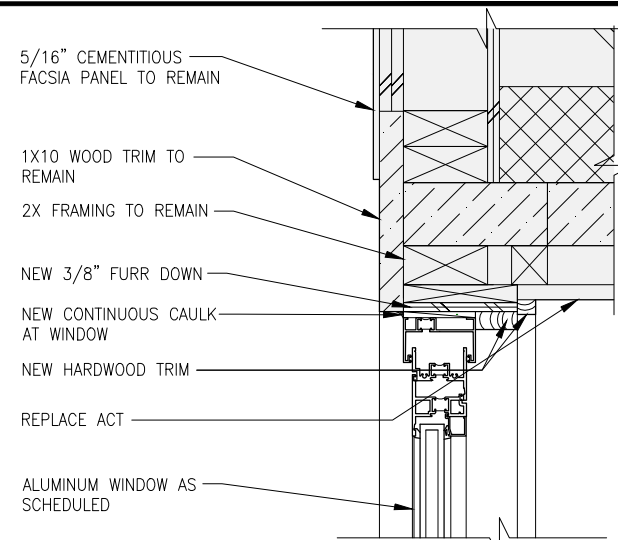 5/16” CEMENTITIOUS
FACSIA PANEL TO REMAIN
1X10 WOOD TRIM TO
REMAIN
2X FRAMING TO REMAIN
NEW 3/8” FURR DOWN
NEW CONTINUOUS CAULK
AT WINDOW
NEW HARDWOOD TRIM
REPLACE ACT
ALUMINUM WINDOW AS
SCHEDULED